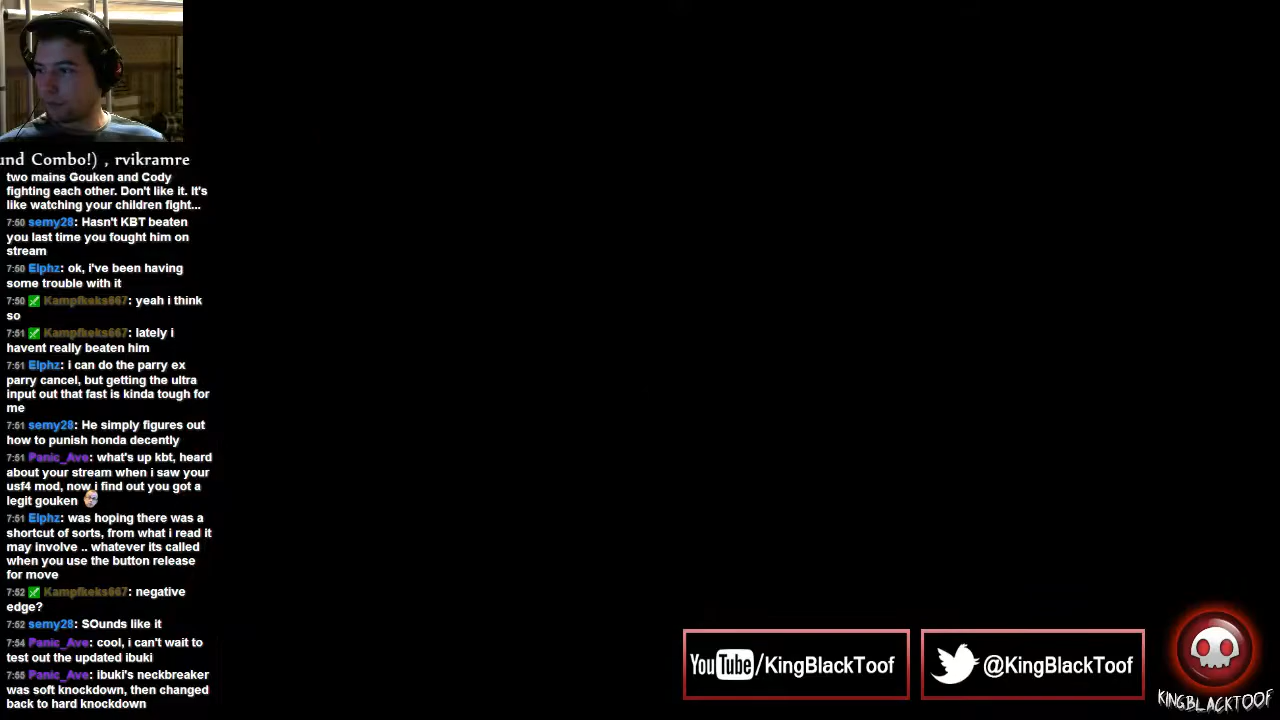 und Combo!) , rvikramre
two mains Gouken and Cody
fighting each other. Don't like it. It's
like watching your children fight...
7:50 semy28: Hasn't KBT beaten
you last time you fought him on
stream
7:50 Elphz: ok, i've been having
some trouble with it
7:50 Kampfkeks667: yeah i think
so
7:51 Kampfkeks667: lately i
havent really beaten him
7:51 Elphz: i can do the parry ex
parry cancel, but getting the ultra
input out that fast is kinda tough for
me
7:51 semy28: He simply figures out
how to punish honda decently
7:51 Panic_Ave: what's up kbt, heard
about your stream when i saw your
usf4 mod, now i find out you got a
legit gouken
7:51 Elphz: was hoping there was a
shortcut of sorts, from what i read it
may involve .. whatever its called
when you use the button release
for move
7:52 Kampfkeks667: negative
edge?
7:52 semy28: SOunds like it
7:54 Panic_Ave: cool, i can't wait to
test out the updated ibuki
7:55 Panic_Ave: ibuki's neckbreaker
was soft knockdown, then changed
back to hard knockdown
YouTube/KingBlackToof
@KingBlackToof
KINGBLACKTOOF